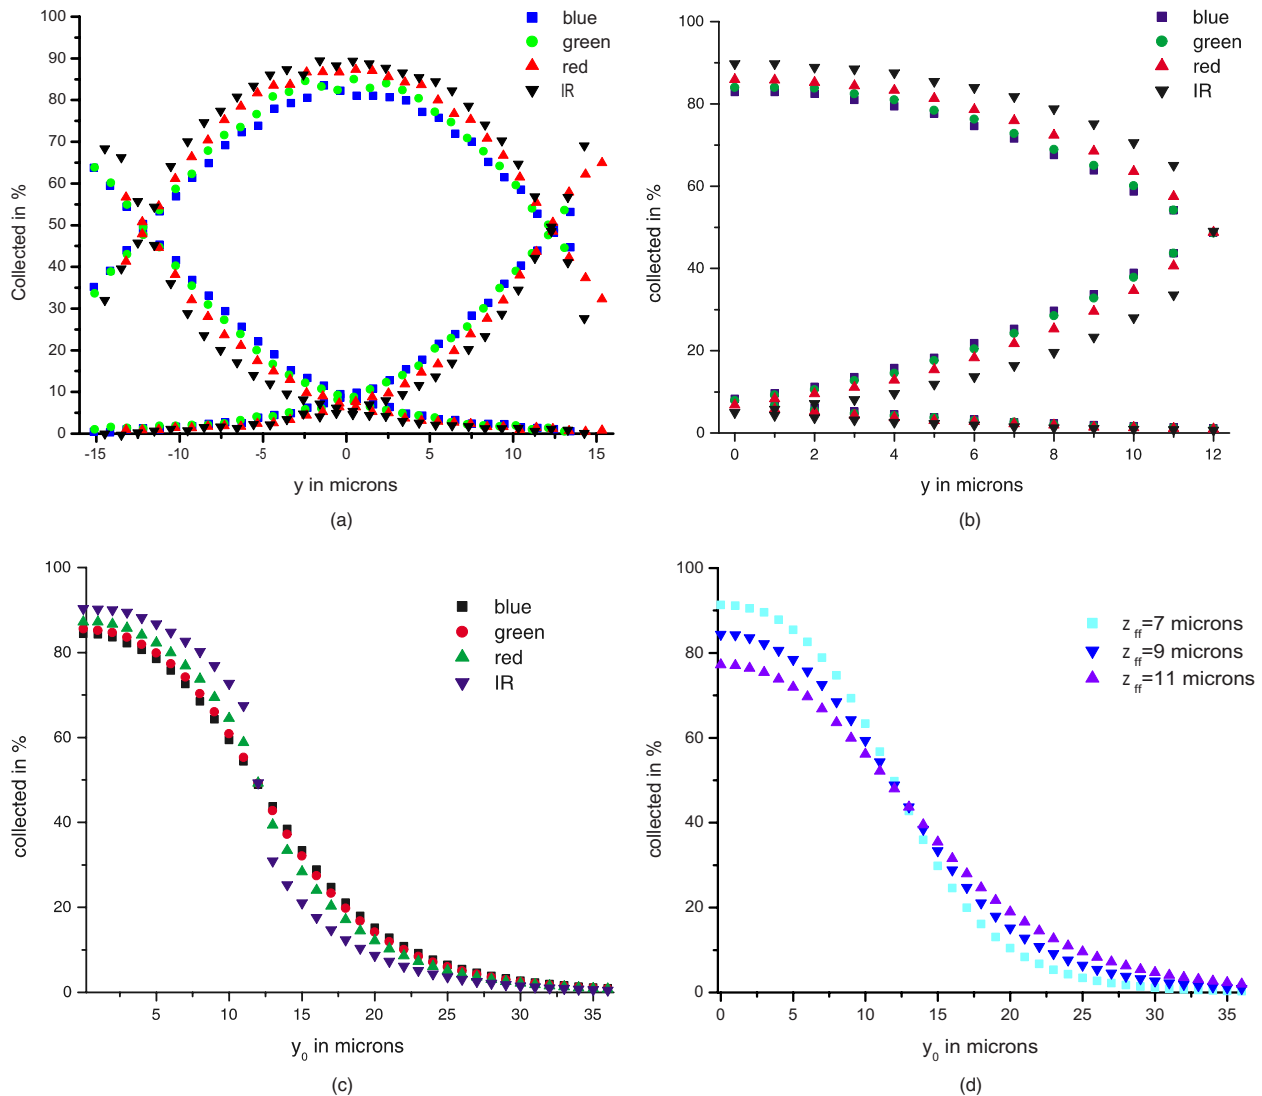 100
90
80
70
60
50
40
30
20
10
0
Collected in %
-15
-10
-5
0
5
10
15
y in microns
blue
green
red
IR
(a)
100
80
60
40
20
0
collected in %
0
2
4
6
8
10
12
y in microns
blue
green
red
IR
(b)
100
80
60
40
20
0
collected in %
5
10
15
20
25
30
35
y0 in microns
blue
green
red
IR
(c)
100
80
60
40
20
0
collected in %
0
5
10
15
20
25
30
35
y0 in microns
z ff=7 microns
z ff=9 microns
z ff=11 microns
(d)